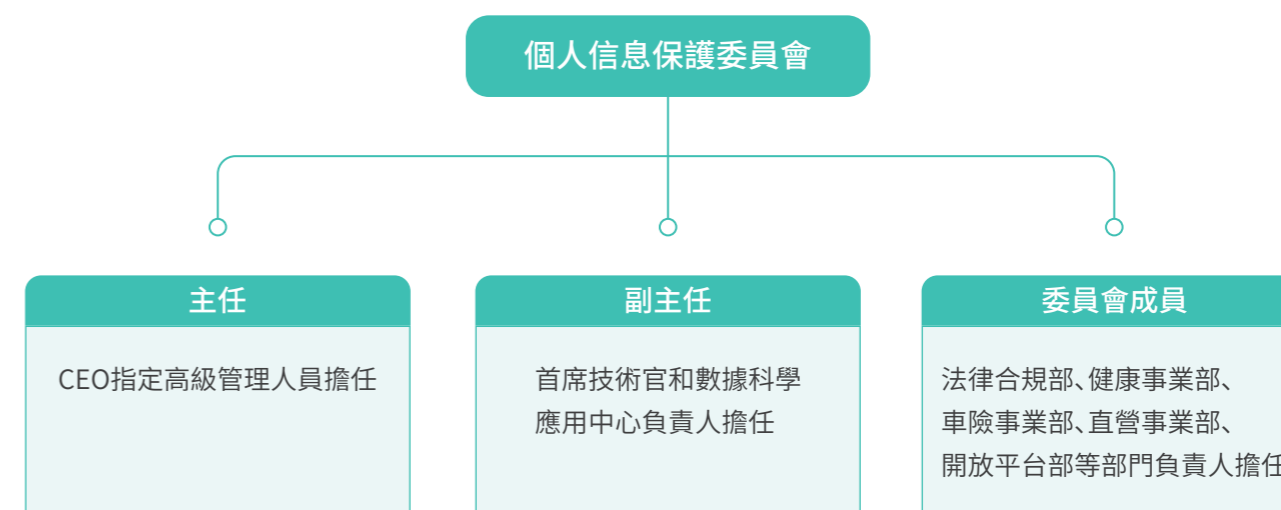 個人信息保護委員會
主任
CEO指定高級管理人員擔任
副主任
首席技術官和數據科學
應用中心負責人擔任
委員會成員
法律合規部、健康事業部、
車險事業部、直營事業部、
開放平台部等部門負責人擔任